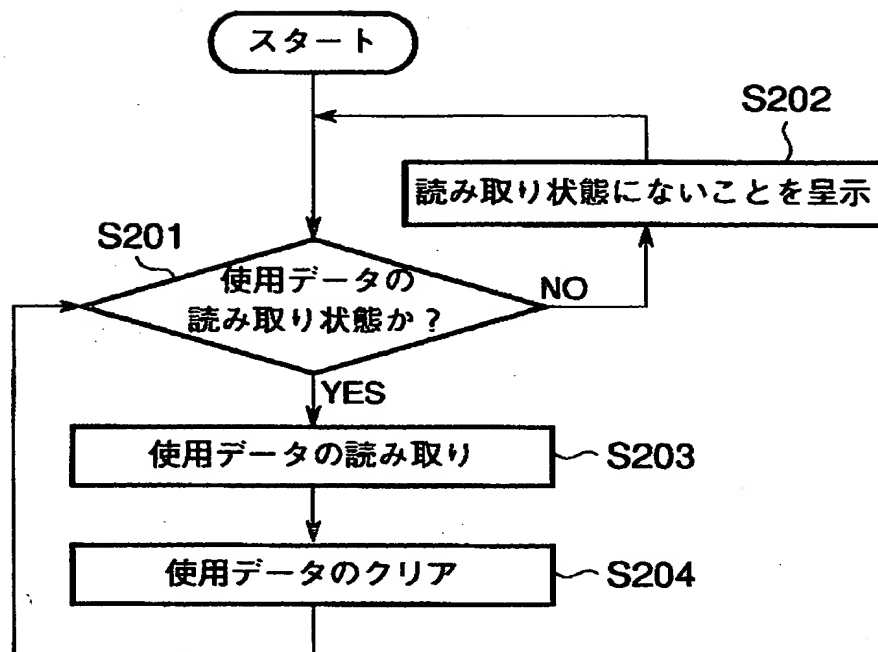 スタート
S202
読み取り状態にないことを呈示
S201
使用データの
読み取り状態か?
NO
YES
使用データの読み取り
S203
使用データのクリア
S204